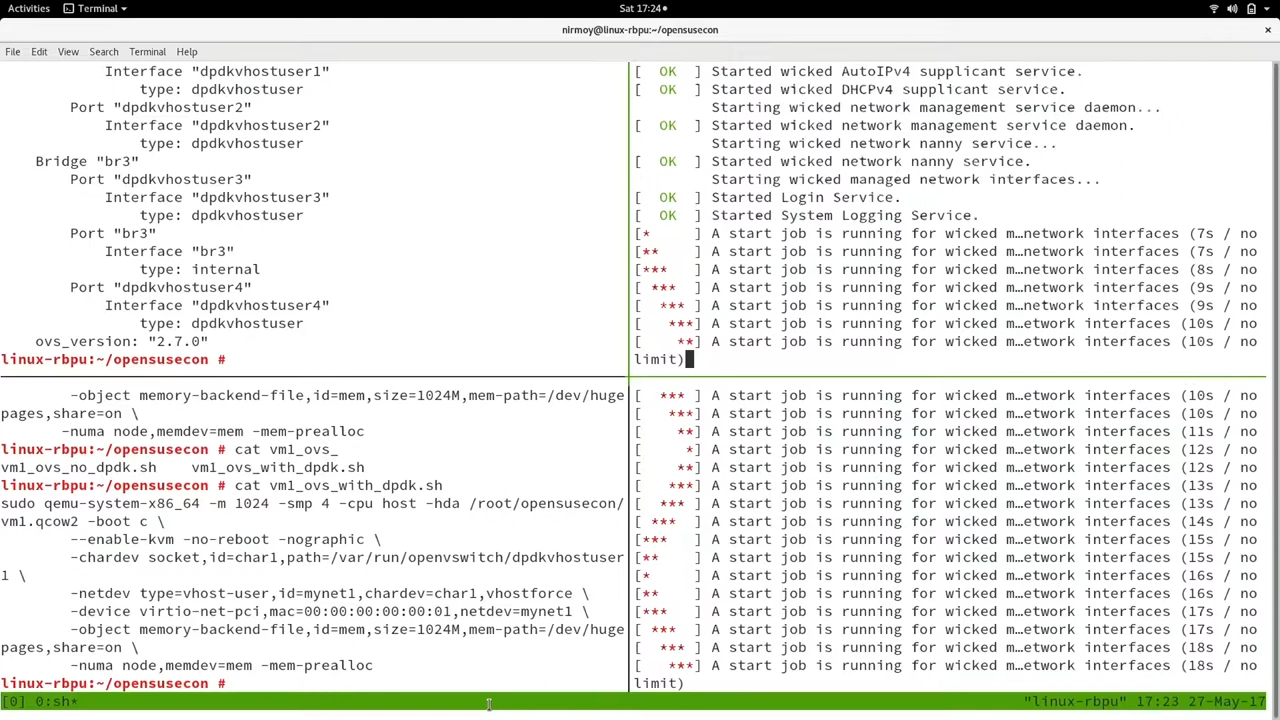 Activities Terminal Sat 17:24
nirmoy@linux-rbpu:~/opensusecon
File Edit View Search Terminal Help
Interface "dpdkvhostuser1"
type: dpdkvhostuser
Port "dpdkvhostuser2"
Interface "dpdkvhostuser2"
type: dpdkvhostuser
Bridge "br3"
Port "dpdkvhostuser3"
Interface "dpdkvhostuser3"
type: dpdkvhostuser
Port "br3"
Interface "br3"
type: internal
Port "dpdkvhostuser4"
Interface "dpdkvhostuser4"
type: dpdkvhostuser
ovs_version: "2.7.0"
linux-rbpu:~/opensusecon #
[  OK  ] Started wicked AutoIPv4 supplicant service.
[  OK  ] Started wicked DHCPv4 supplicant service.
Starting wicked network management service daemon...
[  OK  ] Started wicked network management service daemon.
Starting wicked network nanny service...
[  OK  ] Started wicked network nanny service.
Starting wicked managed network interfaces...
[  OK  ] Started Login Service.
[  OK  ] Started System Logging Service.
[*     ] A start job is running for wicked m…network interfaces (7s / no
[**    ] A start job is running for wicked m…network interfaces (7s / no
[***   ] A start job is running for wicked m…network interfaces (8s / no
[ ***  ] A start job is running for wicked m…network interfaces (9s / no
[  *** ] A start job is running for wicked m…network interfaces (9s / no
[   ***] A start job is running for wicked m…etwork interfaces (10s / no
[    **] A start job is running for wicked m…etwork interfaces (10s / no
limit)
-object memory-backend-file,id=mem,size=1024M,mem-path=/dev/huge
pages,share=on \
-numa node,memdev=mem -mem-prealloc
linux-rbpu:~/opensusecon # cat vm1_ovs_
vm1_ovs_no_dpdk.sh    vm1_ovs_with_dpdk.sh
linux-rbpu:~/opensusecon # cat vm1_ovs_with_dpdk.sh
sudo qemu-system-x86_64 -m 1024 -smp 4 -cpu host -hda /root/opensusecon/
vm1.qcow2 -boot c \
--enable-kvm -no-reboot -nographic \
-chardev socket,id=char1,path=/var/run/openvswitch/dpdkvhostuser
1 \
-netdev type=vhost-user,id=mynet1,chardev=char1,vhostforce \
-device virtio-net-pci,mac=00:00:00:00:00:01,netdev=mynet1 \
-object memory-backend-file,id=mem,size=1024M,mem-path=/dev/huge
pages,share=on \
-numa node,memdev=mem -mem-prealloc
linux-rbpu:~/opensusecon #
[  *** ] A start job is running for wicked m…etwork interfaces (10s / no
[   ***] A start job is running for wicked m…etwork interfaces (10s / no
[    **] A start job is running for wicked m…etwork interfaces (11s / no
[     *] A start job is running for wicked m…etwork interfaces (12s / no
[    **] A start job is running for wicked m…etwork interfaces (12s / no
[   ***] A start job is running for wicked m…etwork interfaces (13s / no
[  *** ] A start job is running for wicked m…etwork interfaces (13s / no
[ ***  ] A start job is running for wicked m…etwork interfaces (14s / no
[***   ] A start job is running for wicked m…etwork interfaces (15s / no
[**    ] A start job is running for wicked m…etwork interfaces (15s / no
[*     ] A start job is running for wicked m…etwork interfaces (16s / no
[**    ] A start job is running for wicked m…etwork interfaces (16s / no
[***   ] A start job is running for wicked m…etwork interfaces (17s / no
[ ***  ] A start job is running for wicked m…etwork interfaces (17s / no
[  *** ] A start job is running for wicked m…etwork interfaces (18s / no
[   ***] A start job is running for wicked m…etwork interfaces (18s / no
limit)
[0] 0:sh* "linux-rbpu" 17:23 27-May-17